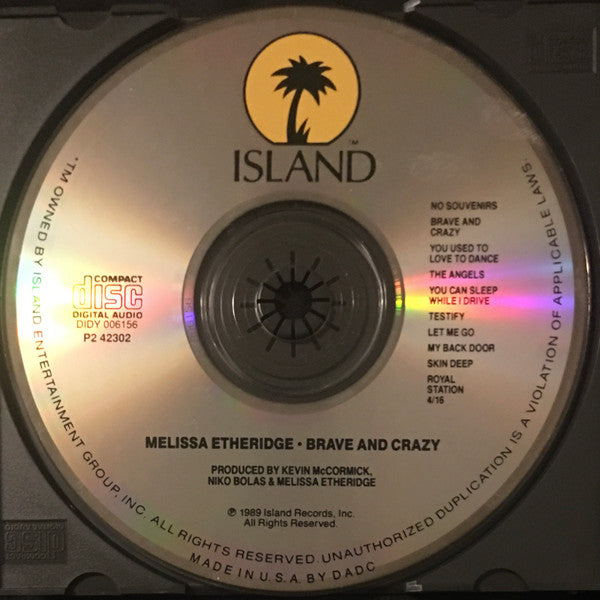 ISLAND™
NO SOUVENIRS
BRAVE AND
CRAZY
YOU USED TO
LOVE TO DANCE
THE ANGELS
YOU CAN SLEEP
WHILE I DRIVE
TESTIFY
LET ME GO
MY BACK DOOR
SKIN DEEP
ROYAL
STATION
4/16
COMPACT
disc
DIGITAL AUDIO
DIDY 006156
P2 42302
MELISSA ETHERIDGE • BRAVE AND CRAZY
PRODUCED BY KEVIN McCORMICK,
NIKO BOLAS & MELISSA ETHERIDGE
℗ 1989 Island Records, Inc.
All Rights Reserved.
*TM OWNED BY ISLAND ENTERTAINMENT GROUP, INC. ALL RIGHTS RESERVED. UNAUTHORIZED DUPLICATION IS A VIOLATION OF APPLICABLE LAWS.
MADE IN U.S.A. BY DADC